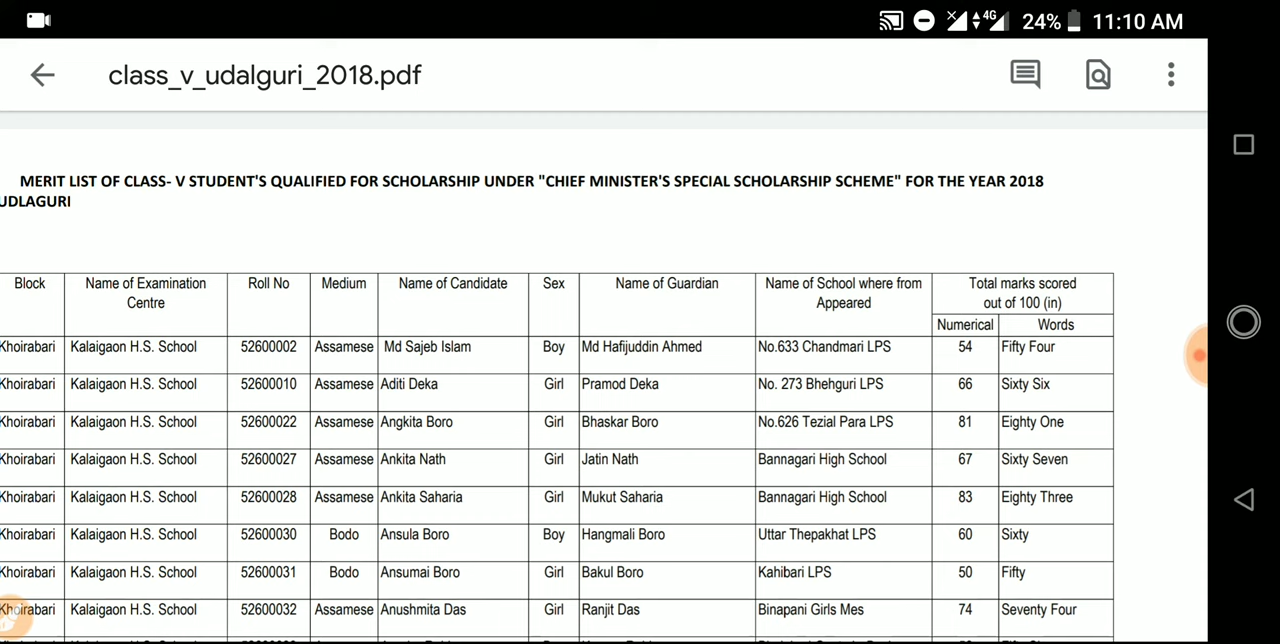 4G 24% 11:10 AM
class_v_udalguri_2018.pdf
MERIT LIST OF CLASS- V STUDENT'S QUALIFIED FOR SCHOLARSHIP UNDER "CHIEF MINISTER'S SPECIAL SCHOLARSHIP SCHEME" FOR THE YEAR 2018
UDLAGURI
Block Name of Examination Roll No Medium Name of Candidate Sex Name of Guardian Name of School where from Total marks scored
Centre Appeared out of 100 (in)
Numerical Words
Khoirabari Kalaigaon H.S. School 52600002 Assamese Md Sajeb Islam Boy Md Hafijuddin Ahmed No.633 Chandmari LPS 54 Fifty Four
Khoirabari Kalaigaon H.S. School 52600010 Assamese Aditi Deka Girl Pramod Deka No. 273 Bhehguri LPS 66 Sixty Six
Khoirabari Kalaigaon H.S. School 52600022 Assamese Angkita Boro Girl Bhaskar Boro No.626 Tezial Para LPS 81 Eighty One
Khoirabari Kalaigaon H.S. School 52600027 Assamese Ankita Nath Girl Jatin Nath Bannagari High School 67 Sixty Seven
Khoirabari Kalaigaon H.S. School 52600028 Assamese Ankita Saharia Girl Mukut Saharia Bannagari High School 83 Eighty Three
Khoirabari Kalaigaon H.S. School 52600030 Bodo Ansula Boro Boy Hangmali Boro Uttar Thepakhat LPS 60 Sixty
Khoirabari Kalaigaon H.S. School 52600031 Bodo Ansumai Boro Girl Bakul Boro Kahibari LPS 50 Fifty
Khoirabari Kalaigaon H.S. School 52600032 Assamese Anushmita Das Girl Ranjit Das Binapani Girls Mes 74 Seventy Four